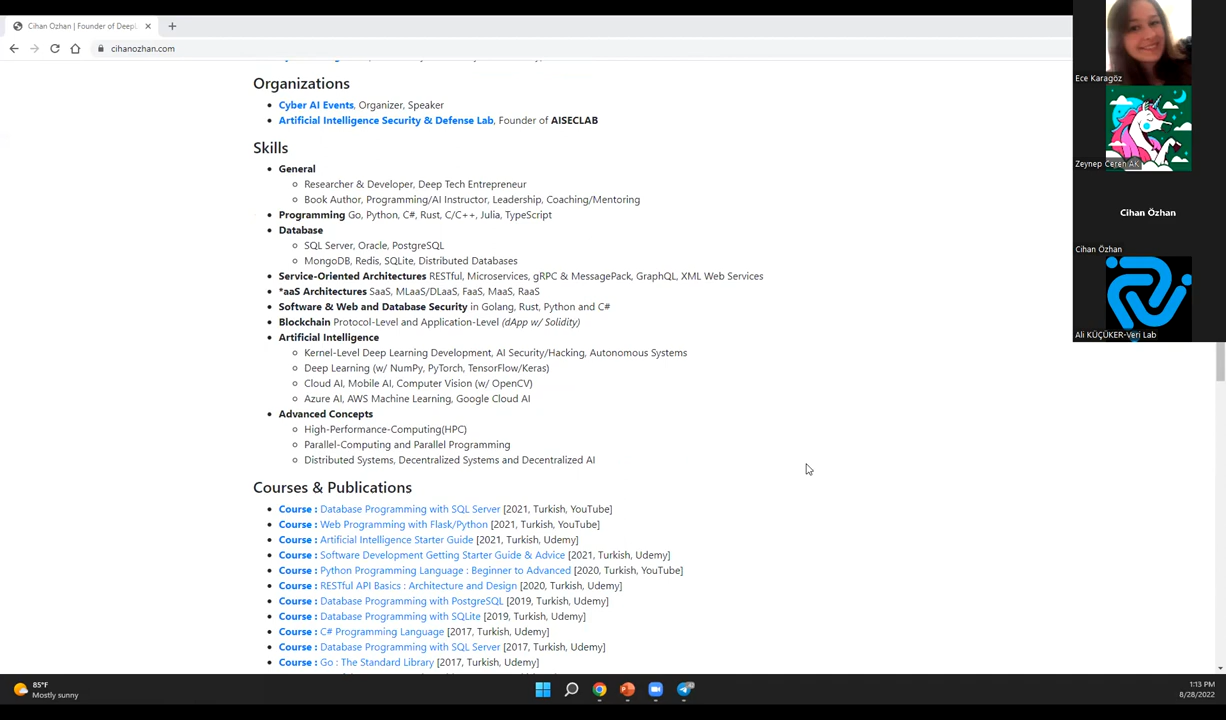 Cihan Ozhan | Founder of DeepL
cihanozhan.com
Organizations
Cyber AI Events, Organizer, Speaker
Artificial Intelligence Security & Defense Lab, Founder of AISECLAB
Skills
General
Researcher & Developer, Deep Tech Entrepreneur
Book Author, Programming/AI Instructor, Leadership, Coaching/Mentoring
Programming Go, Python, C#, Rust, C/C++, Julia, TypeScript
Database
SQL Server, Oracle, PostgreSQL
MongoDB, Redis, SQLite, Distributed Databases
Service-Oriented Architectures RESTful, Microservices, gRPC & MessagePack, GraphQL, XML Web Services
*aaS Architectures SaaS, MLaaS/DLaaS, FaaS, MaaS, RaaS
Software & Web and Database Security in Golang, Rust, Python and C#
Blockchain Protocol-Level and Application-Level (dApp w/ Solidity)
Artificial Intelligence
Kernel-Level Deep Learning Development, AI Security/Hacking, Autonomous Systems
Deep Learning (w/ NumPy, PyTorch, TensorFlow/Keras)
Cloud AI, Mobile AI, Computer Vision (w/ OpenCV)
Azure AI, AWS Machine Learning, Google Cloud AI
Advanced Concepts
High-Performance-Computing(HPC)
Parallel-Computing and Parallel Programming
Distributed Systems, Decentralized Systems and Decentralized AI
Courses & Publications
Course : Database Programming with SQL Server [2021, Turkish, YouTube]
Course : Web Programming with Flask/Python [2021, Turkish, YouTube]
Course : Artificial Intelligence Starter Guide [2021, Turkish, Udemy]
Course : Software Development Getting Starter Guide & Advice [2021, Turkish, Udemy]
Course : Python Programming Language : Beginner to Advanced [2020, Turkish, YouTube]
Course : RESTful API Basics : Architecture and Design [2020, Turkish, Udemy]
Course : Database Programming with PostgreSQL [2019, Turkish, Udemy]
Course : Database Programming with SQLite [2019, Turkish, Udemy]
Course : C# Programming Language [2017, Turkish, Udemy]
Course : Database Programming with SQL Server [2017, Turkish, Udemy]
Course : Go : The Standard Library [2017, Turkish, Udemy]
Ece Karagöz
Zeynep Ceren AK
Cihan Özhan
Cihan Özhan
Ali KÜÇÜKER-Veri Lab
85°F
Mostly sunny
1:13 PM
8/28/2022